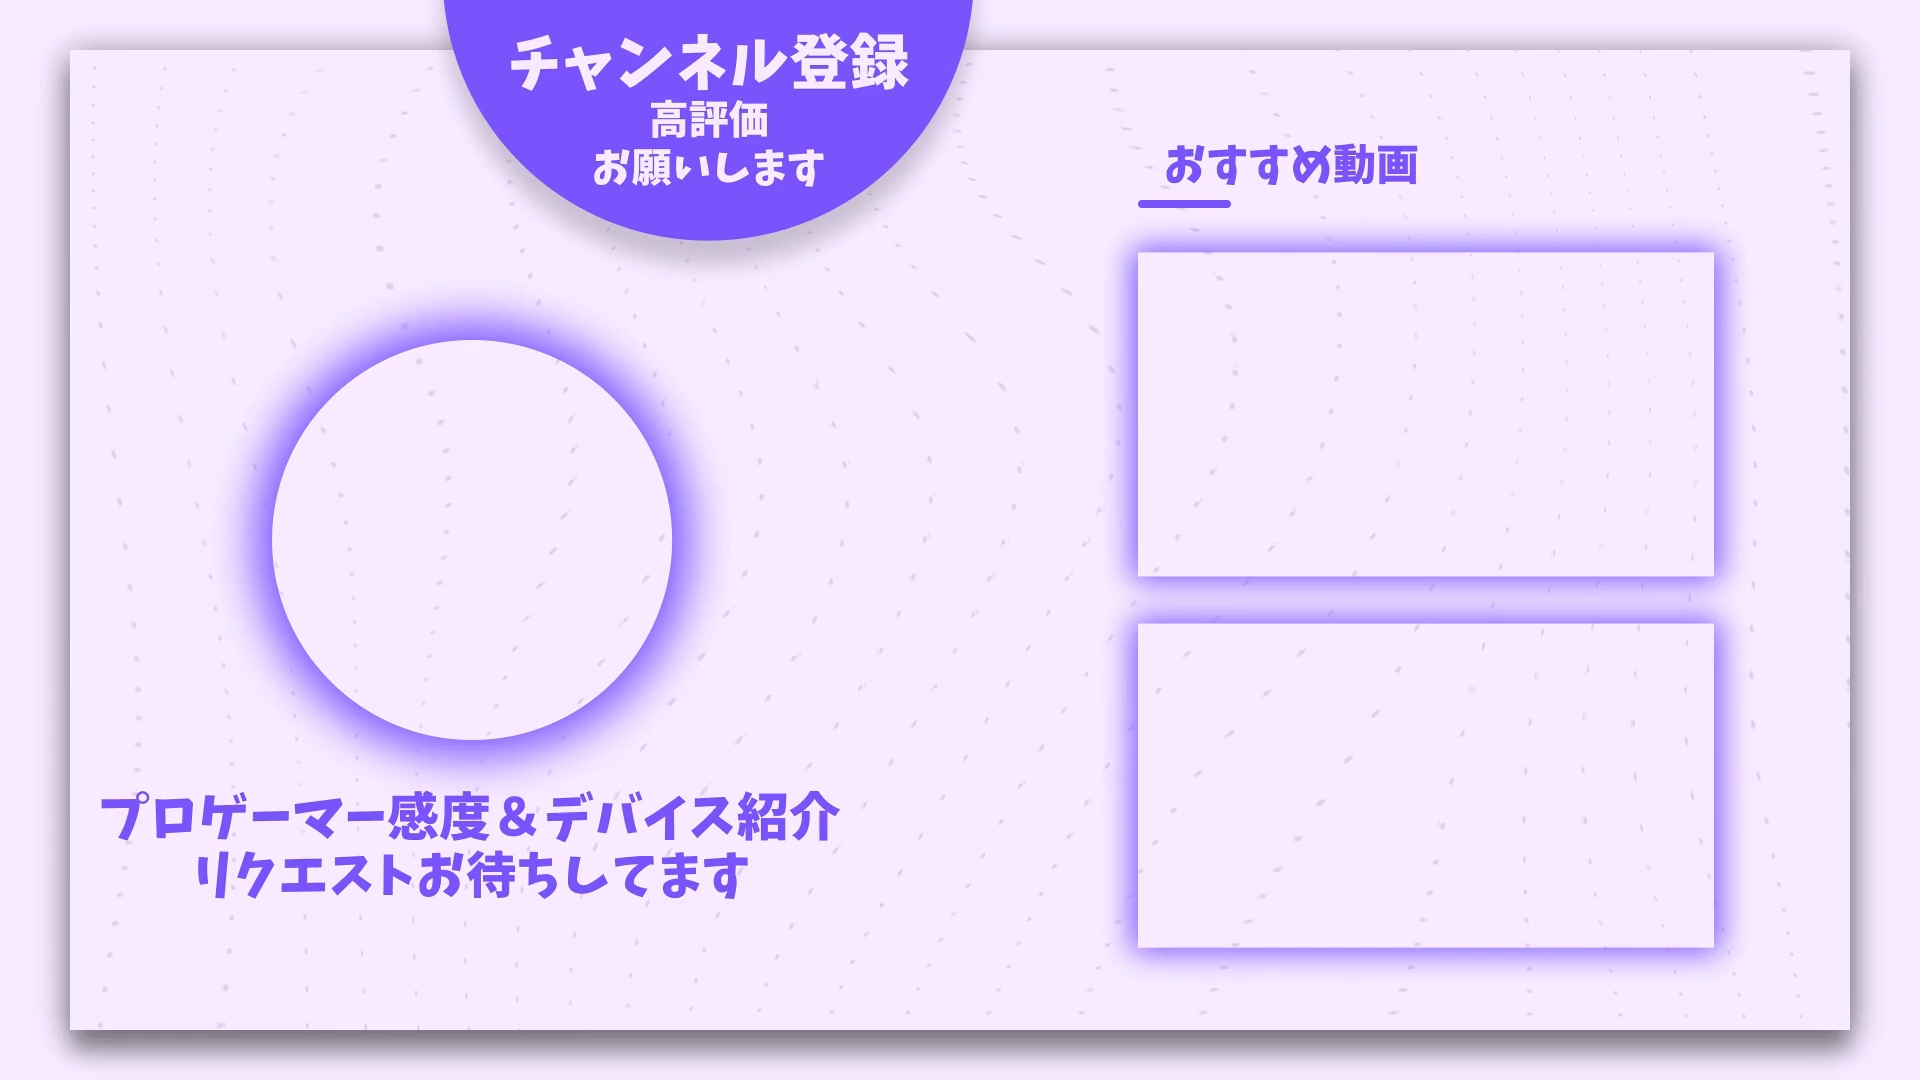 チャンネル登録
高評価
お願いします
おすすめ動画
プロゲーマー感度＆デバイス紹介
リクエストお待ちしてます